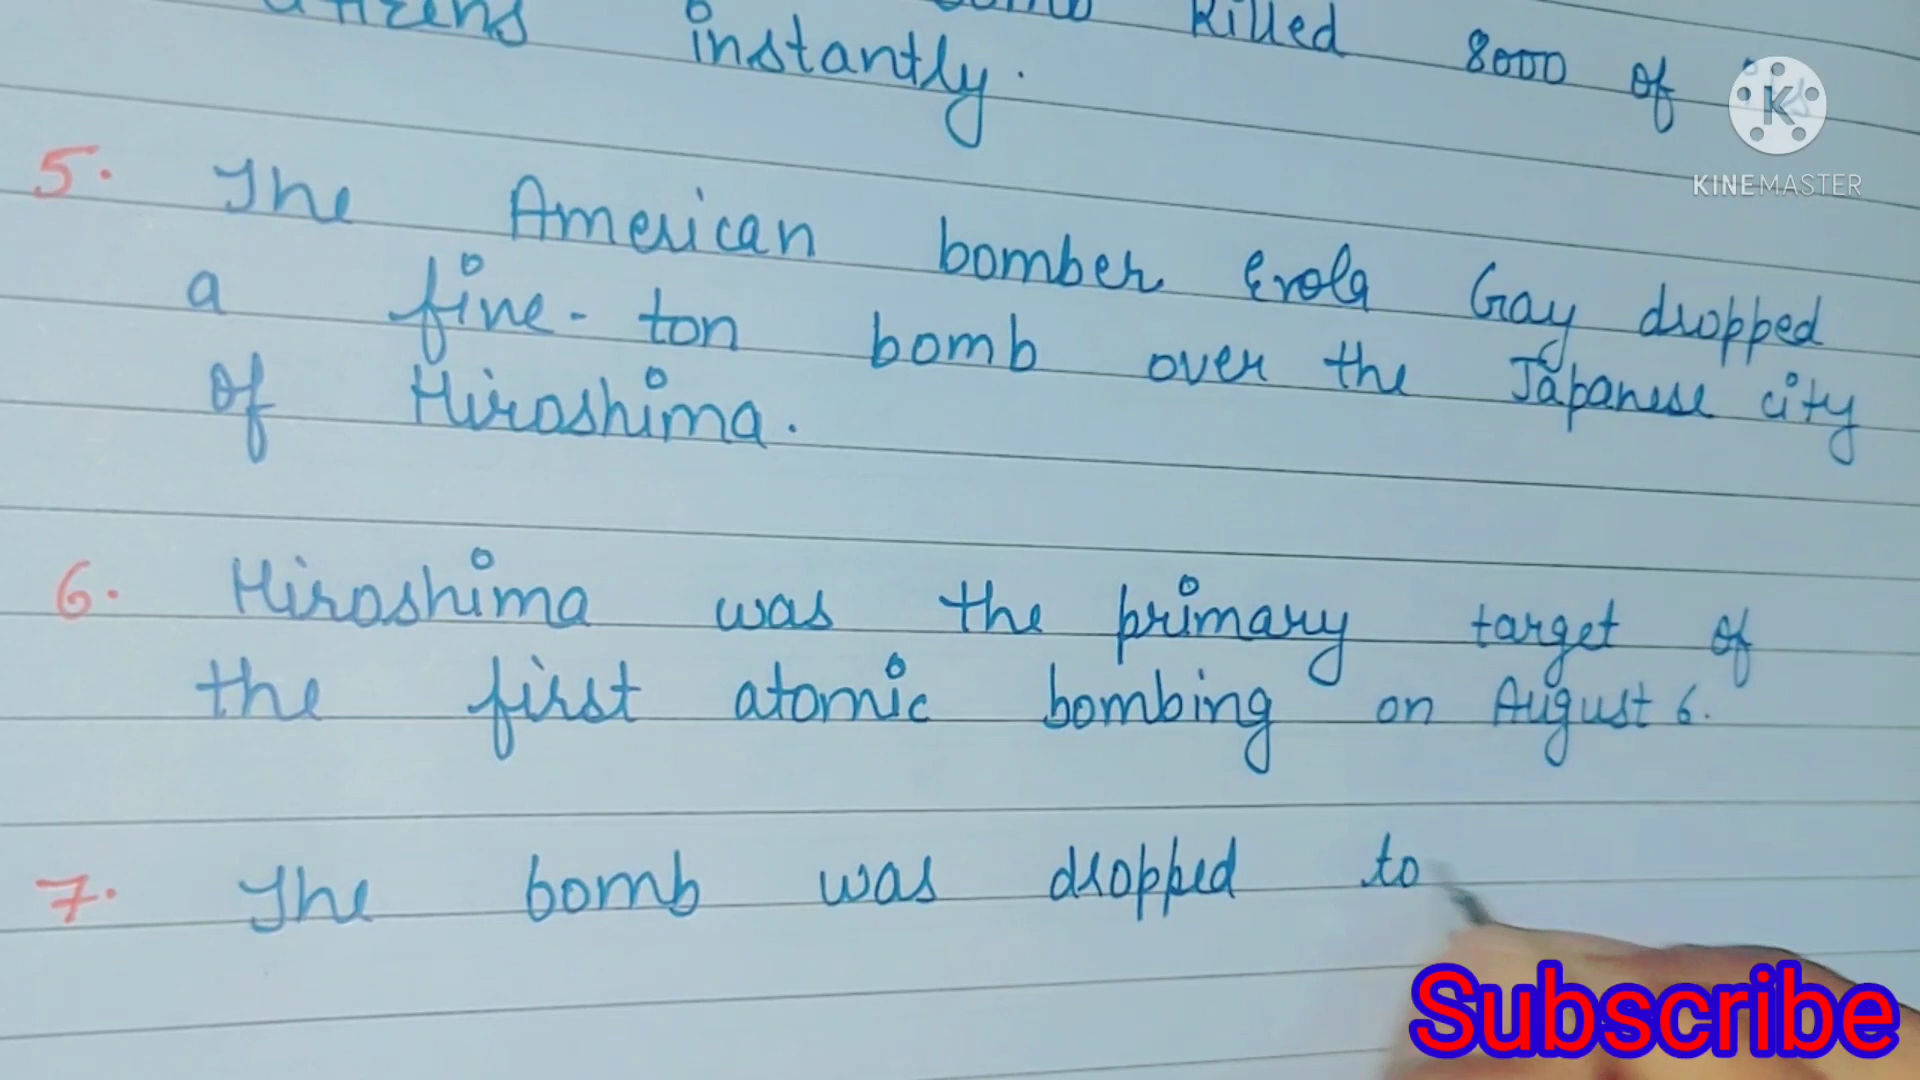 citizens instantly.
killed 8000 of its
5. The American bomber Erola Gay dropped
a fine-ton bomb over the Japanese city
of Hiroshima.
6. Hiroshima was the primary target of
the first atomic bombing on August 6.
7. The bomb was dropped to
KINEMASTER
Subscribe